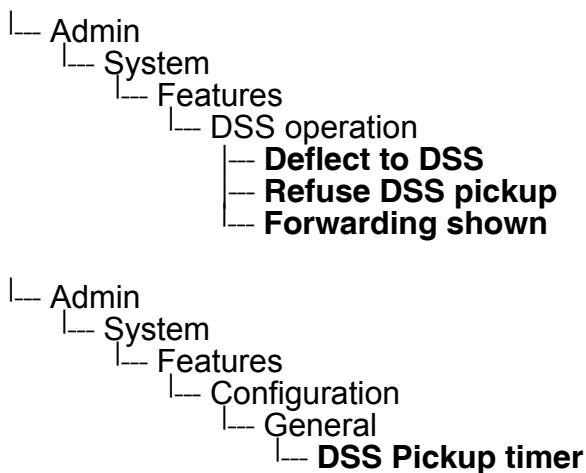 |--- Admin
|--- System
|--- Features
|--- DSS operation
|--- Deflect to DSS
|--- Refuse DSS pickup
|--- Forwarding shown
|--- Admin
|--- System
|--- Features
|--- Configuration
|--- General
|--- DSS Pickup timer